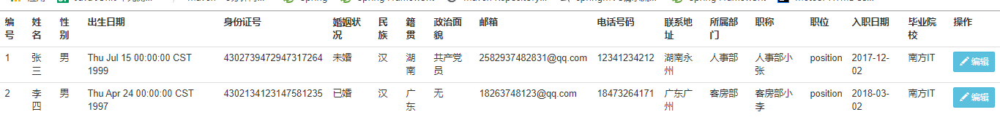 编号 姓名 性别 出生日期 身份证号 婚姻状况 民族 籍贯 政治面貌 邮箱 电话号码 联系地址 所属部门 职称 职位 入职日期 毕业院校 操作
1 张三 男 Thu Jul 15 00:00:00 CST 1999 4302739472947317264 未婚 汉 湖南 共产党员 2582937482831@qq.com 12341234212 湖南永州 人事部 人事部小张 position 2017-12-02 南方IT 编辑
2 李四 男 Thu Apr 24 00:00:00 CST 1997 4302134123147581235 已婚 汉 广东 无 18263748123@qq.com 18473264171 广东广州 客房部 客房部小李 position 2018-03-02 南方IT 编辑